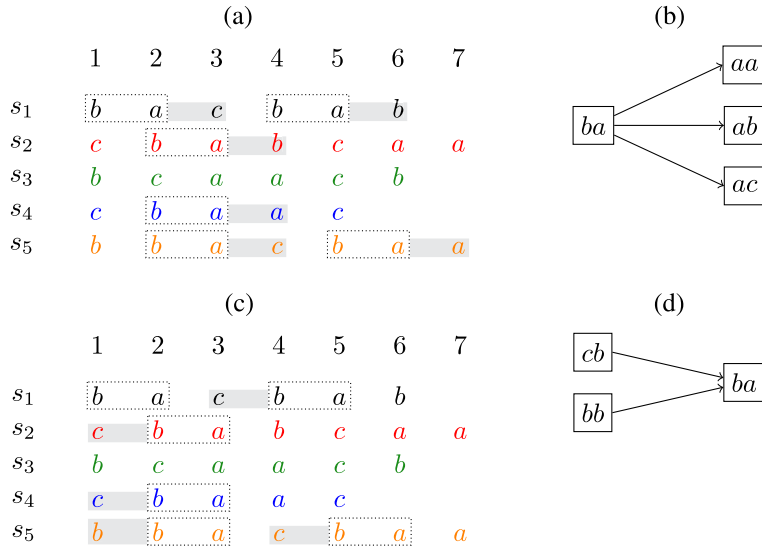 (a)
1 2 3 4 5 6 7
s₁ b a c b a b
s₂ c b a b c a a
s₃ b c a a c b
s₄ c b a a c
s₅ b b a c b a a
(b)
aa
ba ab
ac
(c)
1 2 3 4 5 6 7
s₁ b a c b a b
s₂ c b a b c a a
s₃ b c a a c b
s₄ c b a a c
s₅ b b a c b a a
(d)
cb
ba
bb